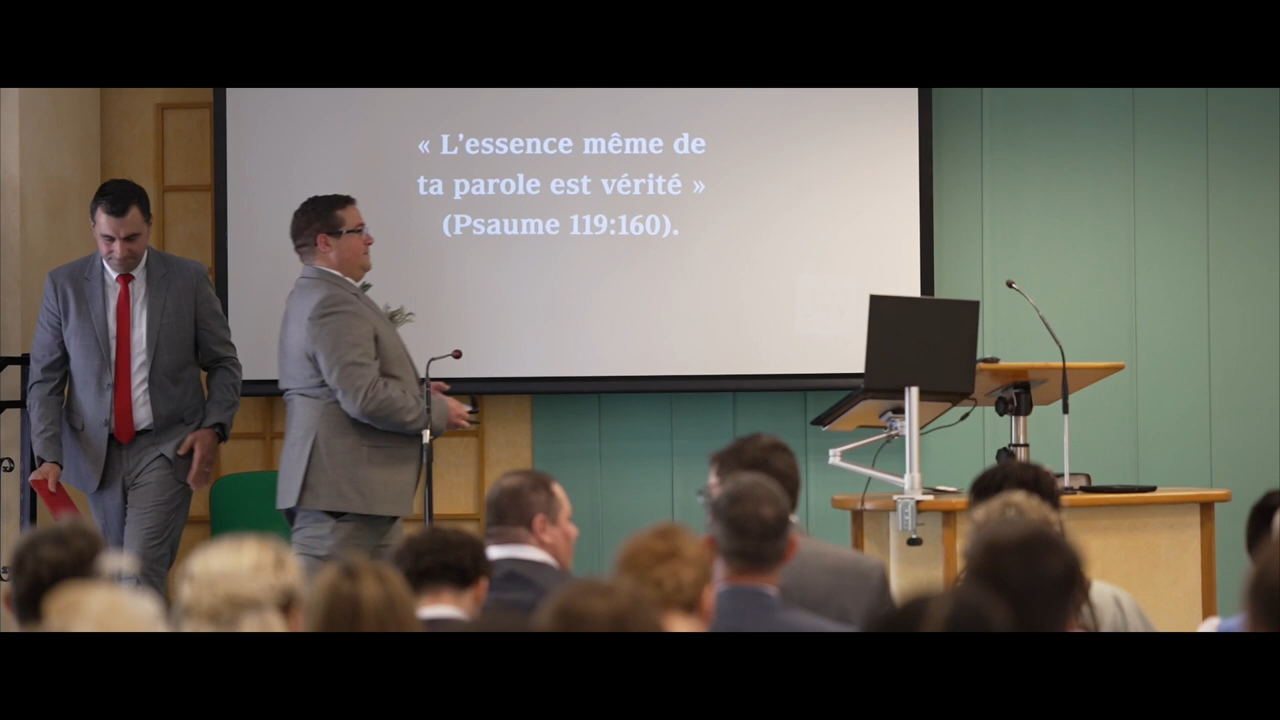 « L’essence même de
ta parole est vérité »
(Psaume 119:160).